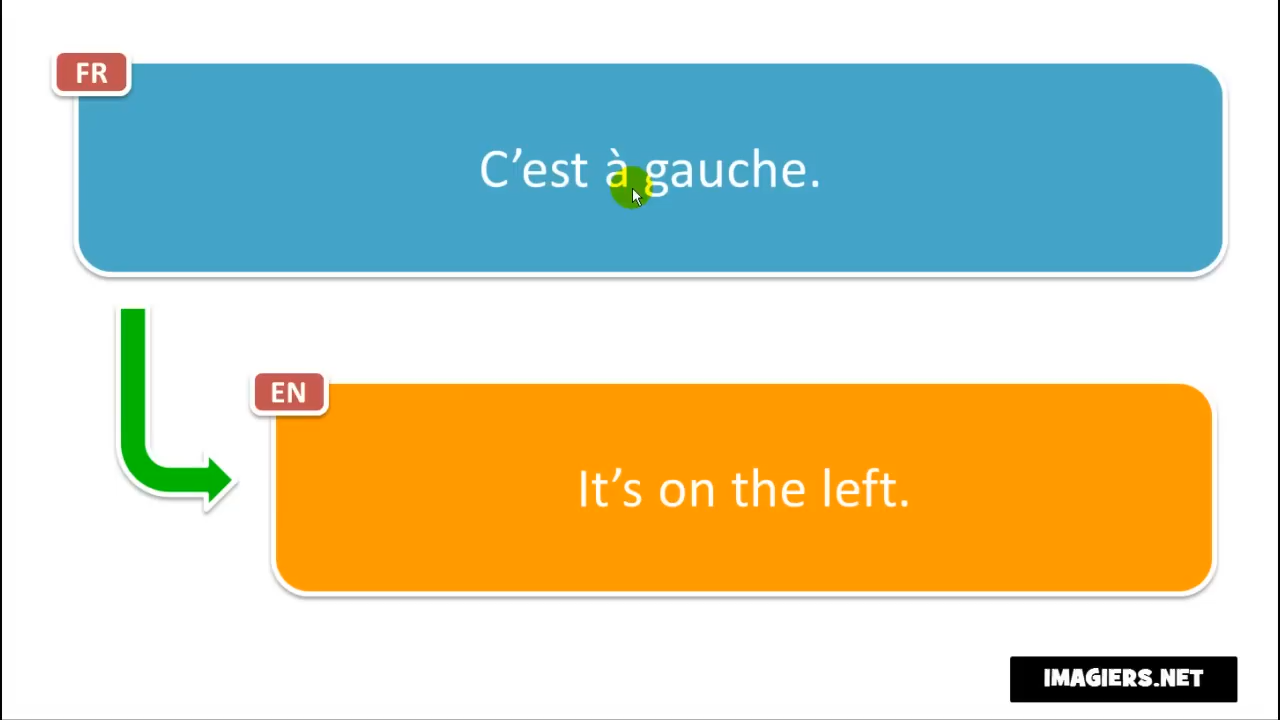 FR
C’est à gauche.
EN
It’s on the left.
IMAGIERS.NET